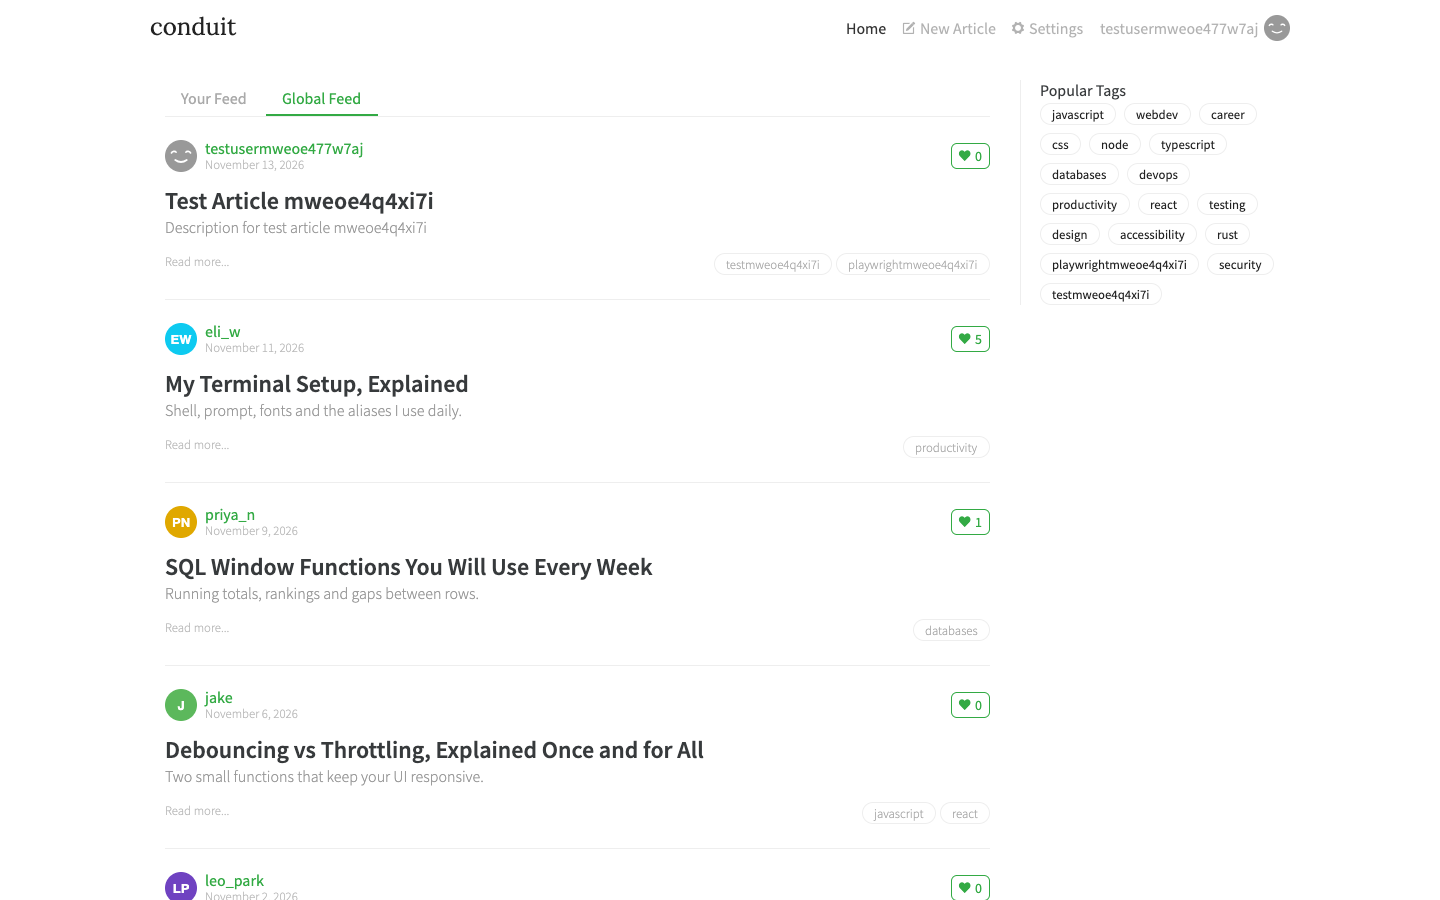 conduit
Home New Article Settings testusermweoe477w7aj
Your Feed Global Feed
testusermweoe477w7aj
November 13, 2026
0
Test Article mweoe4q4xi7i
Description for test article mweoe4q4xi7i
Read more...
testmweoe4q4xi7i playwrightmweoe4q4xi7i
EW
eli_w
November 11, 2026
5
My Terminal Setup, Explained
Shell, prompt, fonts and the aliases I use daily.
Read more...
productivity
PN
priya_n
November 9, 2026
1
SQL Window Functions You Will Use Every Week
Running totals, rankings and gaps between rows.
Read more...
databases
J
jake
November 6, 2026
0
Debouncing vs Throttling, Explained Once and for All
Two small functions that keep your UI responsive.
Read more...
javascript react
LP
leo_park
November 2, 2026
0
Popular Tags
javascript webdev career
css node typescript
databases devops
productivity react testing
design accessibility rust
playwrightmweoe4q4xi7i security
testmweoe4q4xi7i